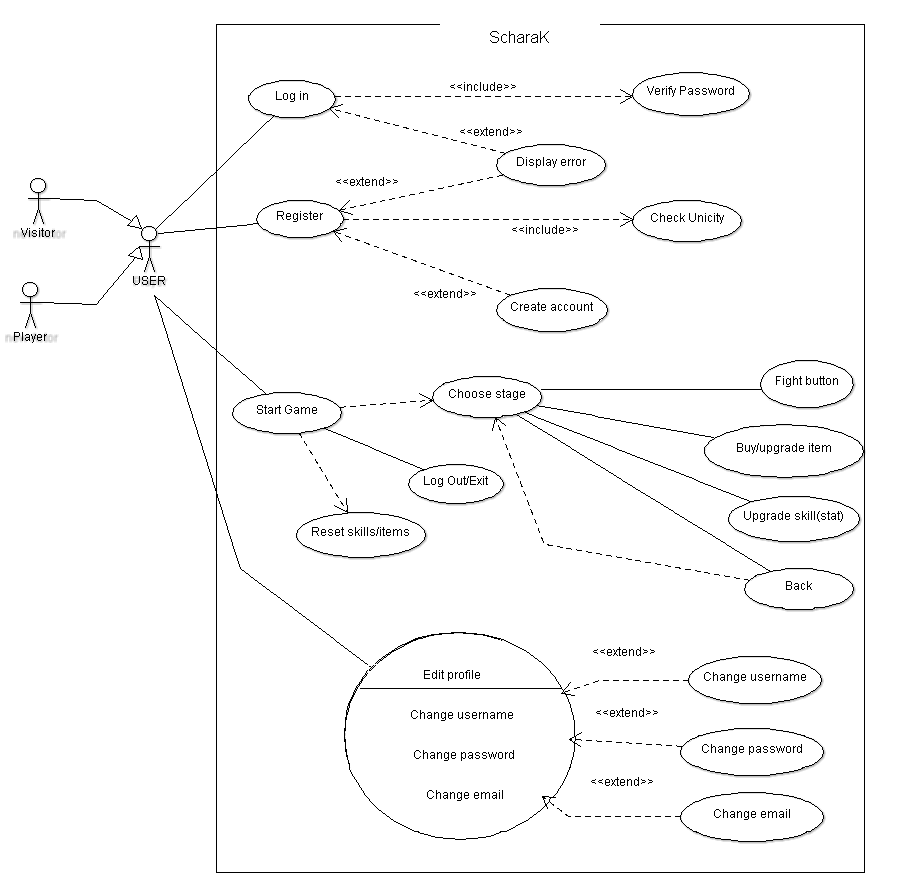 ScharaK
Log in
<<include>>
Verify Password
<<extend>>
Display error
<<extend>>
Register
Check Unicity
<<include>>
Visitor
USER
Player
<<extend>>
Create account
Start Game
Choose stage
Fight button
Buy/upgrade item
Log Out/Exit
Upgrade skill(stat)
Reset skills/items
Back
Edit profile
Change username
Change password
Change email
<<extend>>
Change username
<<extend>>
Change password
<<extend>>
Change email